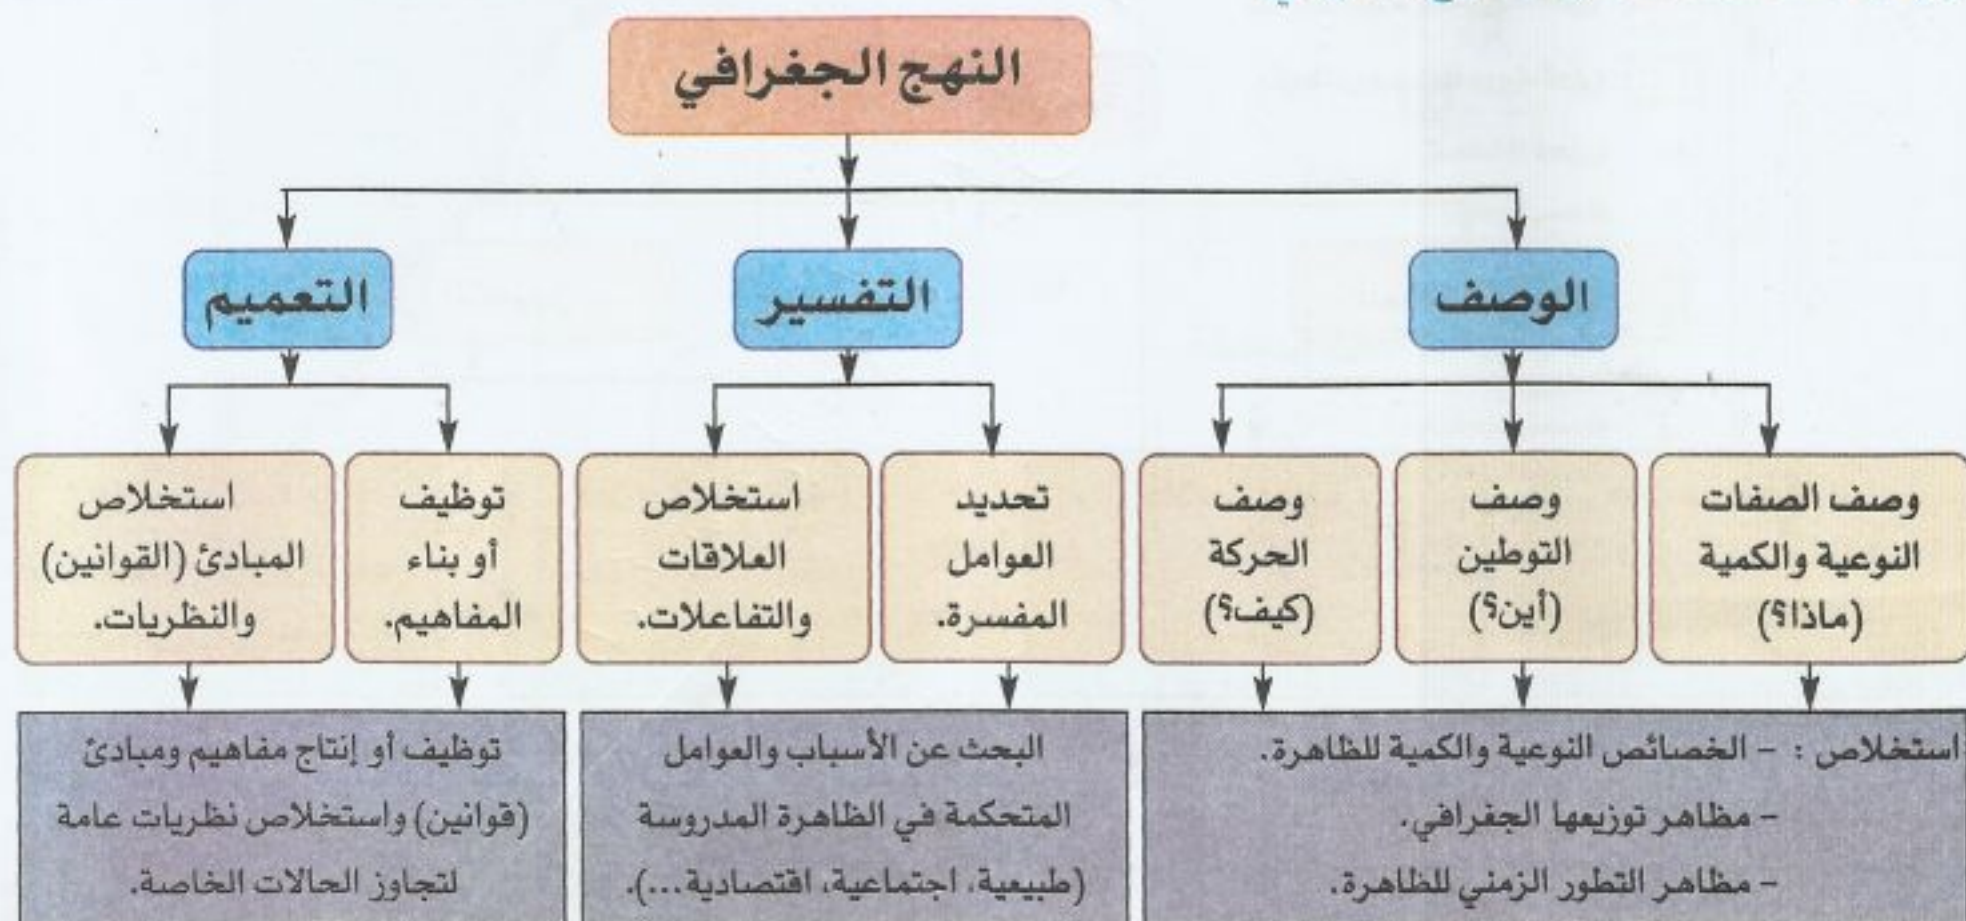 النهج الجغرافي
الوصف
التفسير
التعميم
وصف الصفات
النوعية والكمية
(ماذا؟)
وصف
التوطين
(أين؟)
وصف
الحركة
(كيف؟)
تحديد
العوامل
المفسرة.
استخلاص
العلاقات
والتفاعلات.
توظيف
أو بناء
المفاهيم.
استخلاص
المبادئ (القوانين)
والنظريات.
استخلاص : – الخصائص النوعية والكمية للظاهرة.
– مظاهر توزيعها الجغرافي.
– مظاهر التطور الزمني للظاهرة.
البحث عن الأسباب والعوامل
المتحكمة في الظاهرة المدروسة
(طبيعية، اجتماعية، اقتصادية...).
توظيف أو إنتاج مفاهيم ومبادئ
(قوانين) واستخلاص نظريات عامة
لتجاوز الحالات الخاصة.